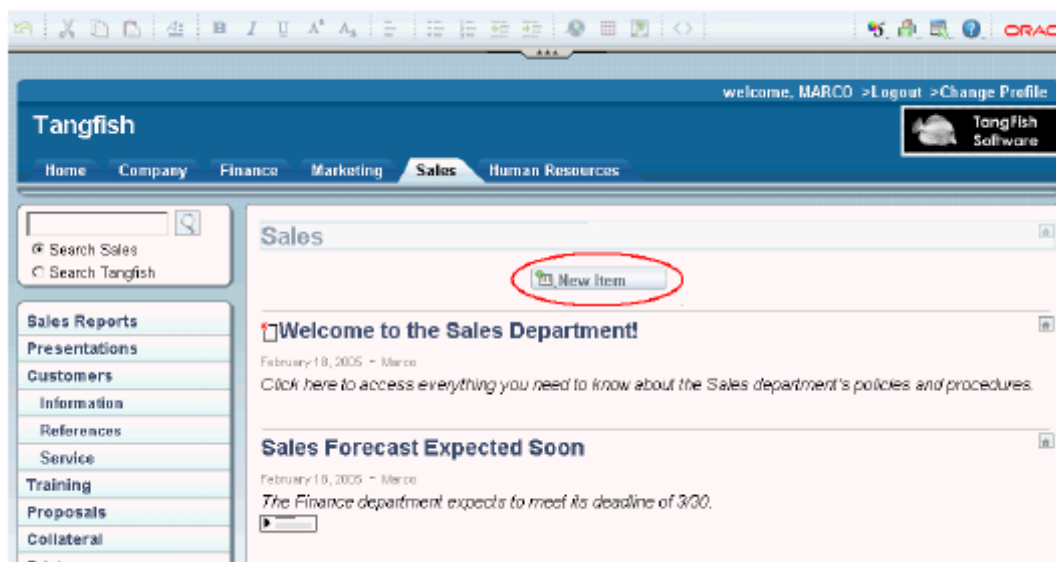 B I U A A
ORAC
welcome, MARCO >Logout >Change Profile
Tangfish
TangFish
Software
Home Company Finance Marketing Sales Human Resources
Search Sales
Search Tangfish
Sales Reports
Presentations
Customers
Information
References
Service
Training
Proposals
Collateral
Sales
New Item
Welcome to the Sales Department!
February 18, 2005 - Marco
Click here to access everything you need to know about the Sales department's policies and procedures.
Sales Forecast Expected Soon
February 18, 2005 - Marco
The Finance department expects to meet its deadline of 3/30.